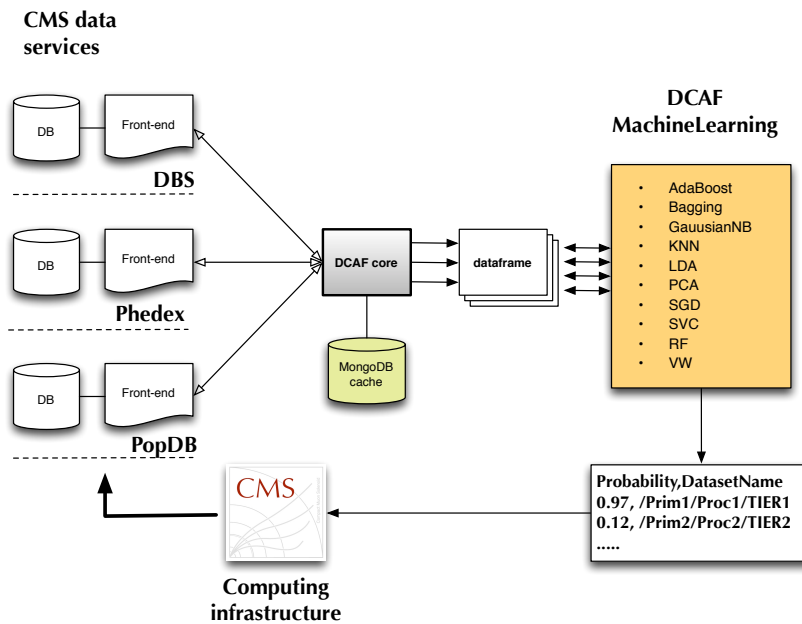 CMS data
services
DB
Front-end
DBS
DB
Front-end
Phedex
DB
Front-end
PopDB
DCAF core
MongoDB
cache
dataframe
DCAF
MachineLearning
• AdaBoost
• Bagging
• GauusianNB
• KNN
• LDA
• PCA
• SGD
• SVC
• RF
• VW
Probability,DatasetName
0.97, /Prim1/Proc1/TIER1
0.12, /Prim2/Proc2/TIER2
.....
CMS
Computing
infrastructure